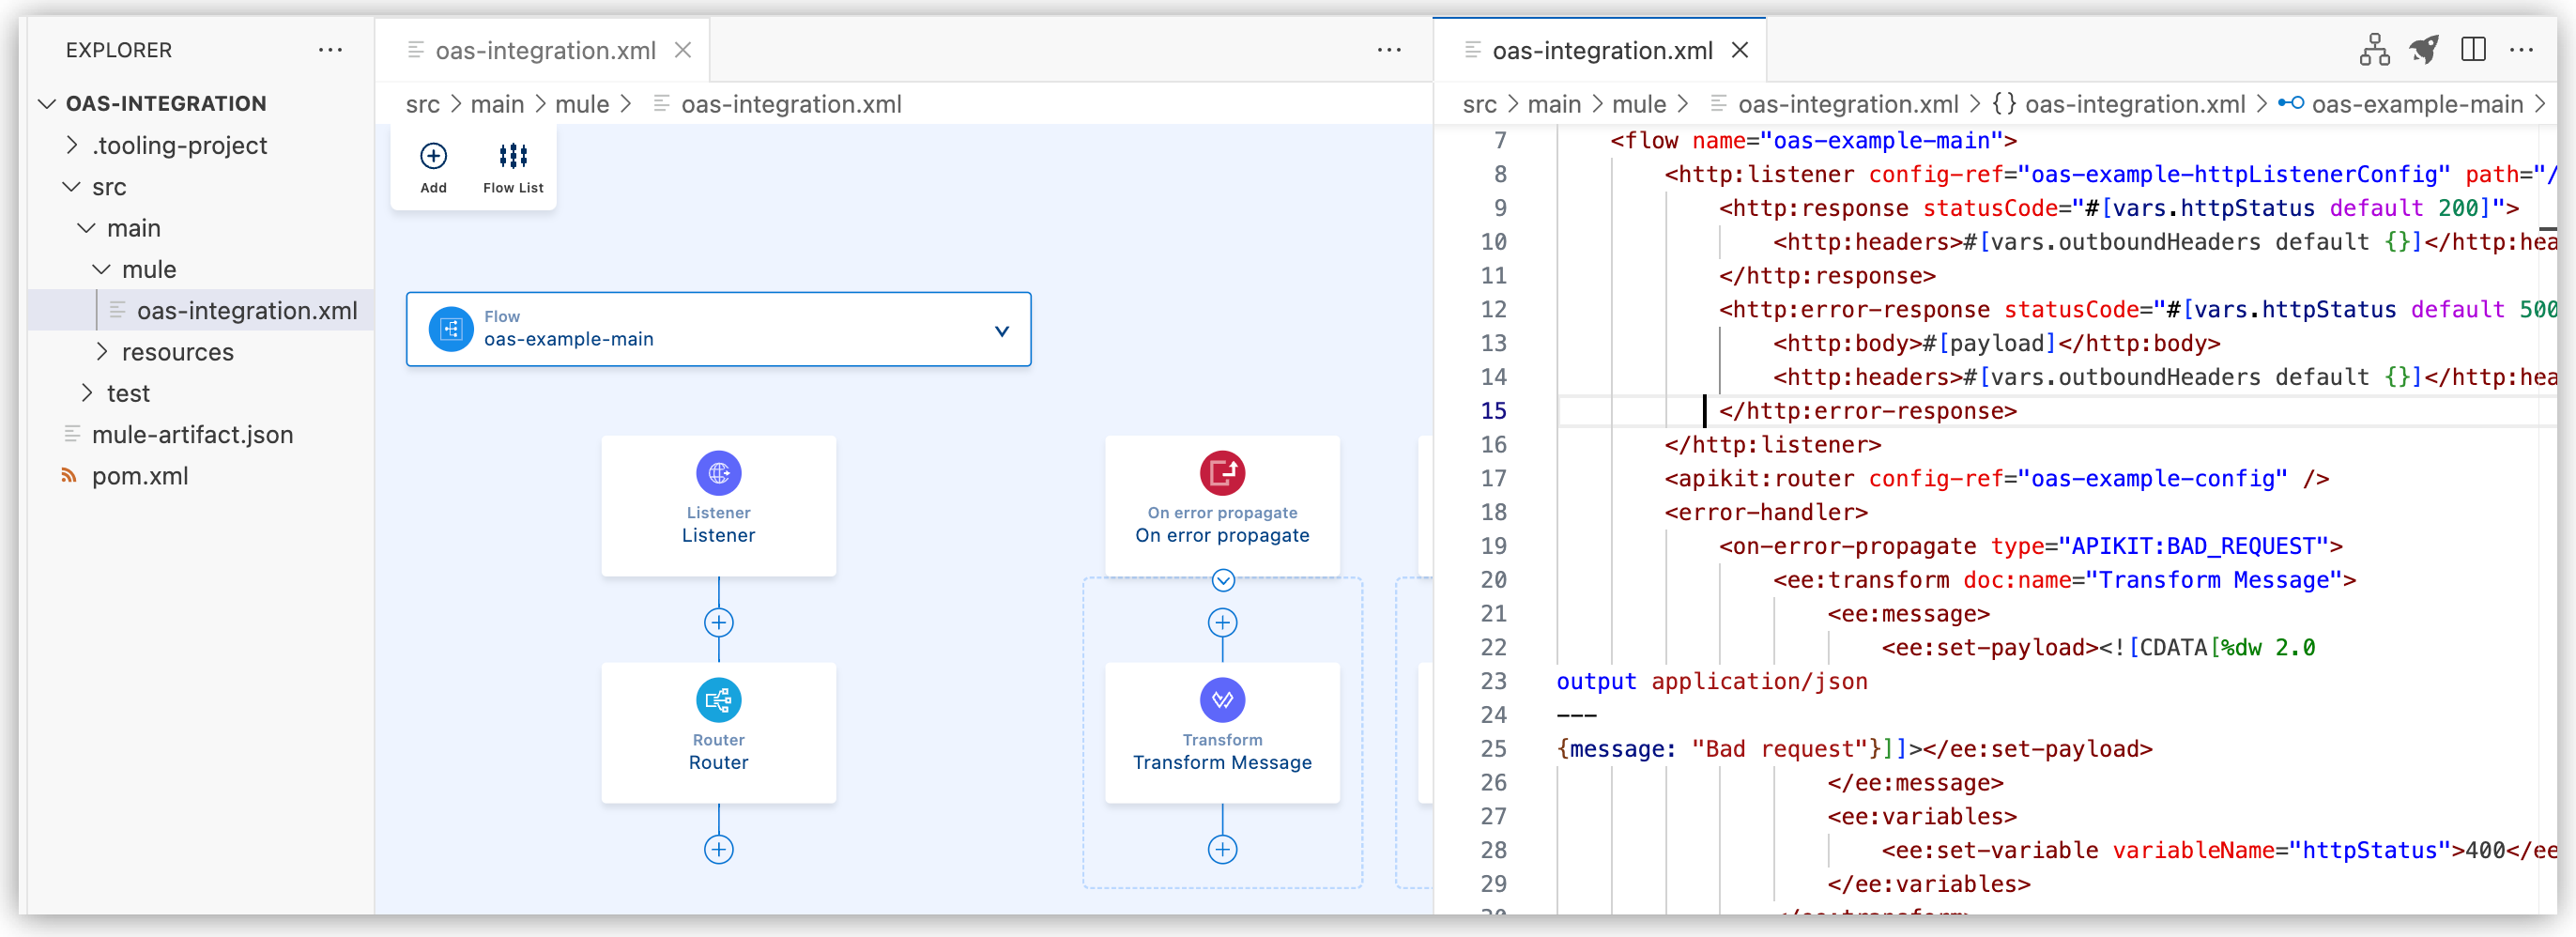 EXPLORER
OAS-INTEGRATION
.tooling-project
src
main
mule
oas-integration.xml
resources
test
mule-artifact.json
pom.xml
oas-integration.xml
src > main > mule > oas-integration.xml
Add
Flow List
Flow
oas-example-main
Listener
Listener
Router
Router
On error propagate
On error propagate
Transform
Transform Message
oas-integration.xml
src > main > mule > oas-integration.xml > {} oas-integration.xml > oas-example-main >
7 <flow name="oas-example-main">
8 <http:listener config-ref="oas-example-httpListenerConfig" path="/
9 <http:response statusCode="#[vars.httpStatus default 200]">
10 <http:headers>#[vars.outboundHeaders default {}]</http:hea
11 </http:response>
12 <http:error-response statusCode="#[vars.httpStatus default 500
13 <http:body>#[payload]</http:body>
14 <http:headers>#[vars.outboundHeaders default {}]</http:hea
15 </http:error-response>
16 </http:listener>
17 <apikit:router config-ref="oas-example-config" />
18 <error-handler>
19 <on-error-propagate type="APIKIT:BAD_REQUEST">
20 <ee:transform doc:name="Transform Message">
21 <ee:message>
22 <ee:set-payload><![CDATA[%dw 2.0
23 output application/json
24 ---
25 {message: "Bad request"}]]></ee:set-payload>
26 </ee:message>
27 <ee:variables>
28 <ee:set-variable variableName="httpStatus">400</ee
29 </ee:variables>